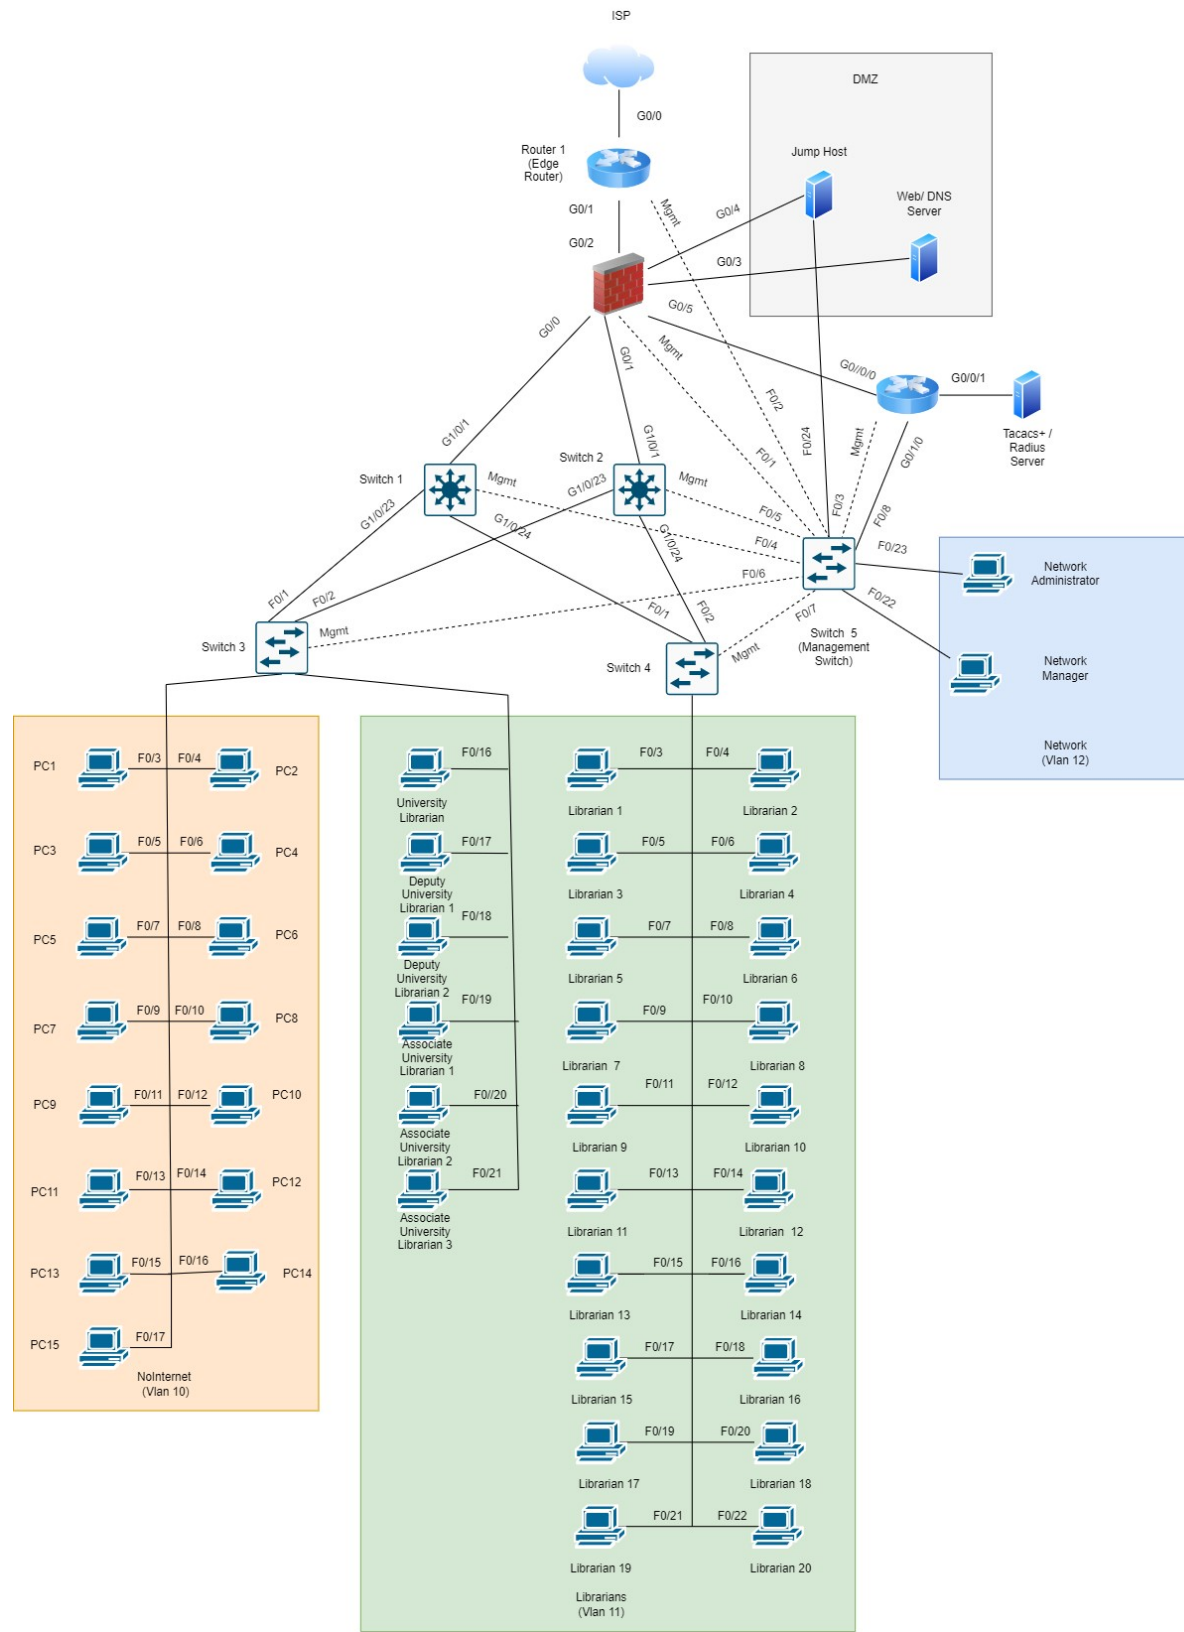 ISP
DMZ
G0/0
Router 1
(Edge
Router)
Jump Host
Web/ DNS
Server
G0/1
Mgmt
G0/4
G0/2
G0/3
G0/5
G0/0
G0/1
Mgmt
G0//0/0
G0/0/1
F0/2
Tacacs+ /
Radius
Server
G1/0/1
G1/0/1
F0/24
Mgmt
G0/1/0
Switch 1
Switch 2
F0/1
Mgmt
G1/0/23
Mgmt
G1/0/23
F0/5
F0/3
F0/8
G1/0/24
G1/0/24
F0/4
F0/23
F0/6
F0/22
Network
Administrator
F0/1
F0/2
F0/1
F0/2
F0/7
Mgmt
Switch 3
Switch 4
Mgmt
Switch  5
(Management
Switch)
Network
Manager
Network
(Vlan 12)
PC1
F0/3
F0/4
PC2
PC3
F0/5
F0/6
PC4
PC5
F0/7
F0/8
PC6
PC7
F0/9
F0/10
PC8
PC9
F0/11
F0/12
PC10
PC11
F0/13
F0/14
PC12
PC13
F0/15
F0/16
PC14
PC15
F0/17
NoInternet
(Vlan 10)
F0/16
University
Librarian
F0/17
Deputy
University
Librarian 1
F0/18
Deputy
University
Librarian 2
F0/19
Associate
University
Librarian 1
F0//20
Associate
University
Librarian 2
F0/21
Associate
University
Librarian 3
F0/3
F0/4
Librarian 1
Librarian 2
F0/5
F0/6
Librarian 3
Librarian 4
F0/7
F0/8
Librarian 5
Librarian 6
F0/9
F0/10
Librarian  7
Librarian 8
F0/11
F0/12
Librarian 9
Librarian 10
F0/13
F0/14
Librarian 11
Librarian  12
F0/15
F0/16
Librarian 13
Librarian 14
F0/17
F0/18
Librarian 15
Librarian 16
F0/19
F0/20
Librarian 17
Librarian 18
F0/21
F0/22
Librarian 19
Librarian 20
Librarians
(Vlan 11)